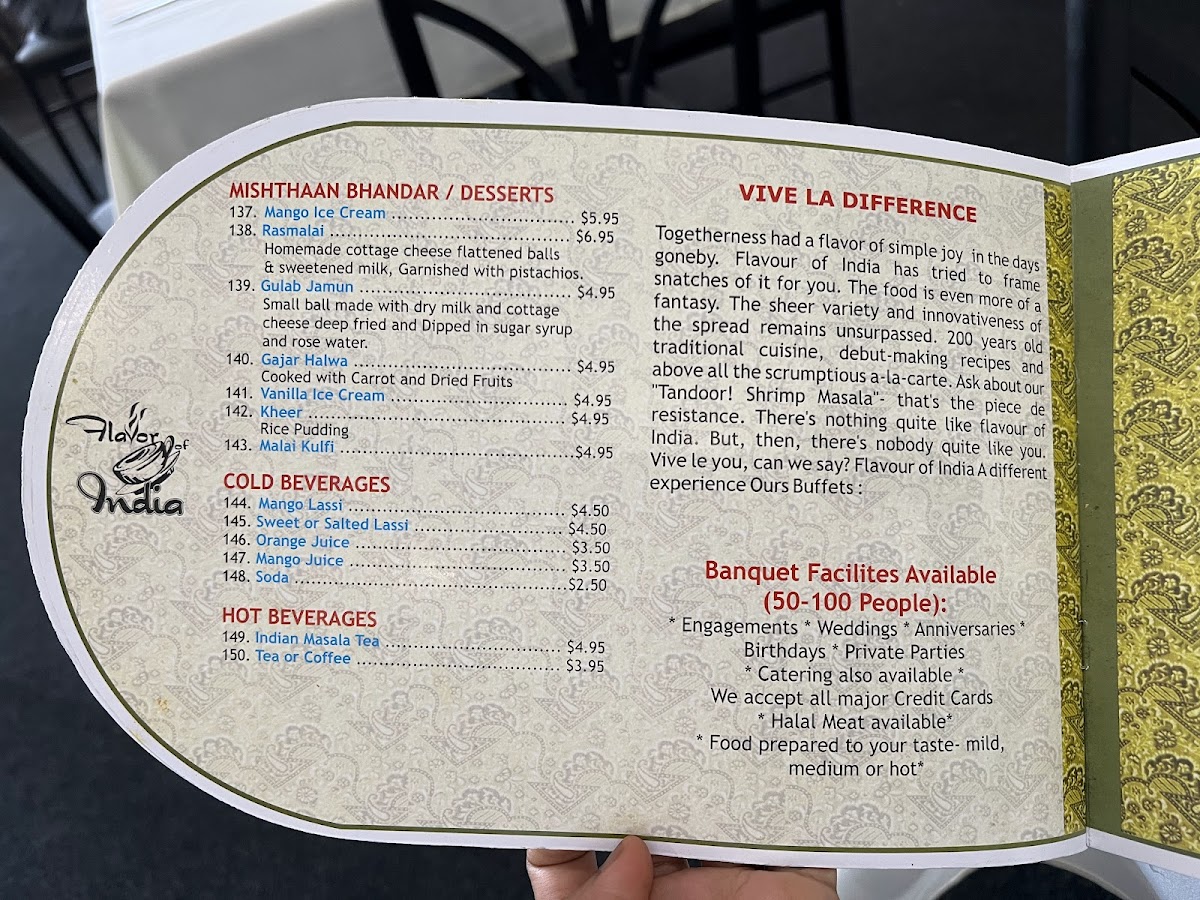 Flavor of
India
MISHTHAAN BHANDAR / DESSERTS
137. Mango Ice Cream ................................ $5.95
138. Rasmalai .......................................... $6.95
Homemade cottage cheese flattened balls
& sweetened milk, Garnished with pistachios.
139. Gulab Jamun ...................................... $4.95
Small ball made with dry milk and cottage
cheese deep fried and Dipped in sugar syrup
and rose water.
140. Gajar Halwa ...................................... $4.95
Cooked with Carrot and Dried Fruits
141. Vanilla Ice Cream ................................ $4.95
142. Kheer .............................................. $4.95
Rice Pudding
143. Malai Kulfi ......................................... $4.95
COLD BEVERAGES
144. Mango Lassi ...................................... $4.50
145. Sweet or Salted Lassi ........................... $4.50
146. Orange Juice ..................................... $3.50
147. Mango Juice ...................................... $3.50
148. Soda ................................................ $2.50
HOT BEVERAGES
149. Indian Masala Tea ............................... $4.95
150. Tea or Coffee .................................... $3.95
VIVE LA DIFFERENCE
Togetherness had a flavor of simple joy in the days
goneby. Flavour of India has tried to frame
snatches of it for you. The food is even more of a
fantasy. The sheer variety and innovativeness of
the spread remains unsurpassed. 200 years old
traditional cuisine, debut-making recipes and
above all the scrumptious a-la-carte. Ask about our
"Tandoor! Shrimp Masala"- that's the piece de
resistance. There's nothing quite like flavour of
India. But, then, there's nobody quite like you.
Vive le you, can we say? Flavour of India A different
experience Ours Buffets :
Banquet Facilites Available
(50-100 People):
* Engagements * Weddings * Anniversaries *
Birthdays * Private Parties
* Catering also available *
We accept all major Credit Cards
* Halal Meat available*
* Food prepared to your taste- mild,
medium or hot*